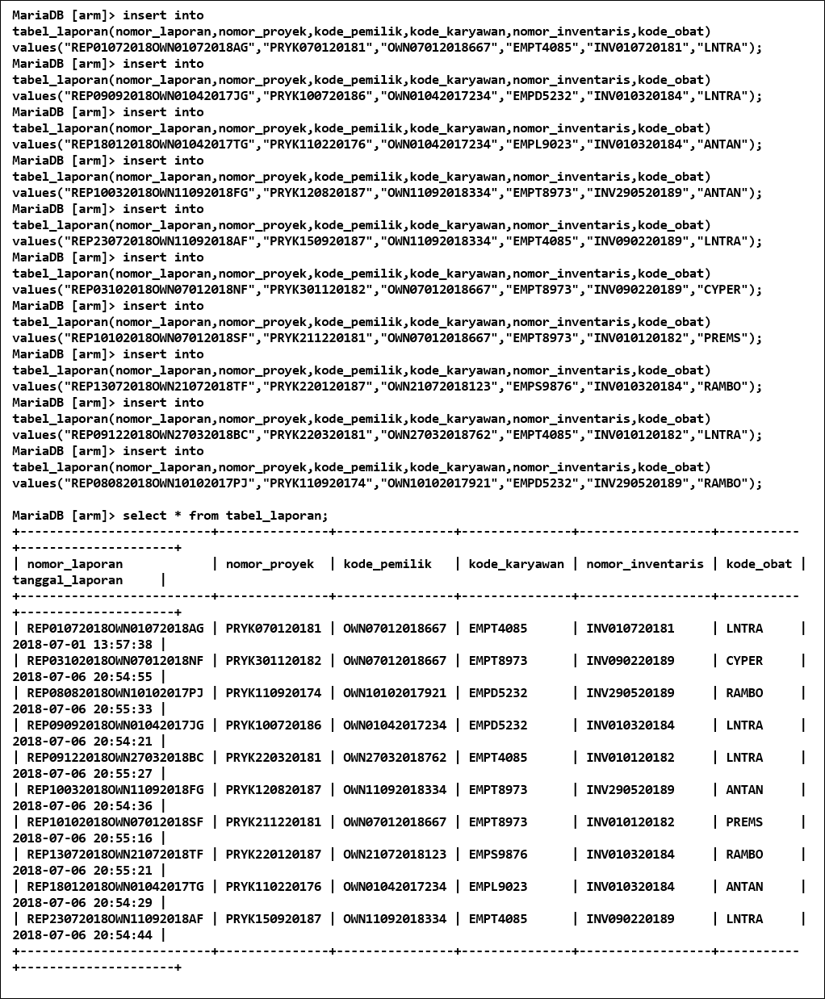 MariaDB [arm]> insert into
tabel_laporan(nomor_laporan,nomor_proyek,kode_pemilik,kode_karyawan,nomor_inventaris,kode_obat)
values("REP01072018OWN01072018AG","PRYK070120181","OWN07012018667","EMPT4085","INV010720181","LNTRA");
MariaDB [arm]> insert into
tabel_laporan(nomor_laporan,nomor_proyek,kode_pemilik,kode_karyawan,nomor_inventaris,kode_obat)
values("REP09092018OWN01042017JG","PRYK100720186","OWN01042017234","EMPD5232","INV010320184","LNTRA");
MariaDB [arm]> insert into
tabel_laporan(nomor_laporan,nomor_proyek,kode_pemilik,kode_karyawan,nomor_inventaris,kode_obat)
values("REP18012018OWN01042017TG","PRYK110220176","OWN01042017234","EMPL9023","INV010320184","ANTAN");
MariaDB [arm]> insert into
tabel_laporan(nomor_laporan,nomor_proyek,kode_pemilik,kode_karyawan,nomor_inventaris,kode_obat)
values("REP10032018OWN11092018FG","PRYK120820187","OWN11092018334","EMPT8973","INV290520189","ANTAN");
MariaDB [arm]> insert into
tabel_laporan(nomor_laporan,nomor_proyek,kode_pemilik,kode_karyawan,nomor_inventaris,kode_obat)
values("REP23072018OWN11092018AF","PRYK150920187","OWN11092018334","EMPT4085","INV090220189","LNTRA");
MariaDB [arm]> insert into
tabel_laporan(nomor_laporan,nomor_proyek,kode_pemilik,kode_karyawan,nomor_inventaris,kode_obat)
values("REP03102018OWN07012018NF","PRYK301120182","OWN07012018667","EMPT8973","INV090220189","CYPER");
MariaDB [arm]> insert into
tabel_laporan(nomor_laporan,nomor_proyek,kode_pemilik,kode_karyawan,nomor_inventaris,kode_obat)
values("REP10102018OWN07012018SF","PRYK211220181","OWN07012018667","EMPT8973","INV010120182","PREMS");
MariaDB [arm]> insert into
tabel_laporan(nomor_laporan,nomor_proyek,kode_pemilik,kode_karyawan,nomor_inventaris,kode_obat)
values("REP13072018OWN21072018TF","PRYK220120187","OWN21072018123","EMPS9876","INV010320184","RAMBO");
MariaDB [arm]> insert into
tabel_laporan(nomor_laporan,nomor_proyek,kode_pemilik,kode_karyawan,nomor_inventaris,kode_obat)
values("REP09122018OWN27032018BC","PRYK220320181","OWN27032018762","EMPT4085","INV010120182","LNTRA");
MariaDB [arm]> insert into
tabel_laporan(nomor_laporan,nomor_proyek,kode_pemilik,kode_karyawan,nomor_inventaris,kode_obat)
values("REP08082018OWN10102017PJ","PRYK110920174","OWN10102017921","EMPD5232","INV290520189","RAMBO");
MariaDB [arm]> select * from tabel_laporan;
+--------------------------+---------------+----------------+---------------+------------------+-----------
+---------------------+
| nomor_laporan            | nomor_proyek  | kode_pemilik   | kode_karyawan | nomor_inventaris | kode_obat |
tanggal_laporan     |
+--------------------------+---------------+----------------+---------------+------------------+-----------
+---------------------+
| REP01072018OWN01072018AG | PRYK070120181 | OWN07012018667 | EMPT4085      | INV010720181     | LNTRA     |
2018-07-01 13:57:38 |
| REP03102018OWN07012018NF | PRYK301120182 | OWN07012018667 | EMPT8973      | INV090220189     | CYPER     |
2018-07-06 20:54:55 |
| REP08082018OWN10102017PJ | PRYK110920174 | OWN10102017921 | EMPD5232      | INV290520189     | RAMBO     |
2018-07-06 20:55:33 |
| REP09092018OWN01042017JG | PRYK100720186 | OWN01042017234 | EMPD5232      | INV010320184     | LNTRA     |
2018-07-06 20:54:21 |
| REP09122018OWN27032018BC | PRYK220320181 | OWN27032018762 | EMPT4085      | INV010120182     | LNTRA     |
2018-07-06 20:55:27 |
| REP10032018OWN11092018FG | PRYK120820187 | OWN11092018334 | EMPT8973      | INV290520189     | ANTAN     |
2018-07-06 20:54:36 |
| REP10102018OWN07012018SF | PRYK211220181 | OWN07012018667 | EMPT8973      | INV010120182     | PREMS     |
2018-07-06 20:55:16 |
| REP13072018OWN21072018TF | PRYK220120187 | OWN21072018123 | EMPS9876      | INV010320184     | RAMBO     |
2018-07-06 20:55:21 |
| REP18012018OWN01042017TG | PRYK110220176 | OWN01042017234 | EMPL9023      | INV010320184     | ANTAN     |
2018-07-06 20:54:29 |
| REP23072018OWN11092018AF | PRYK150920187 | OWN11092018334 | EMPT4085      | INV090220189     | LNTRA     |
2018-07-06 20:54:44 |
+--------------------------+---------------+----------------+---------------+------------------+-----------
+---------------------+